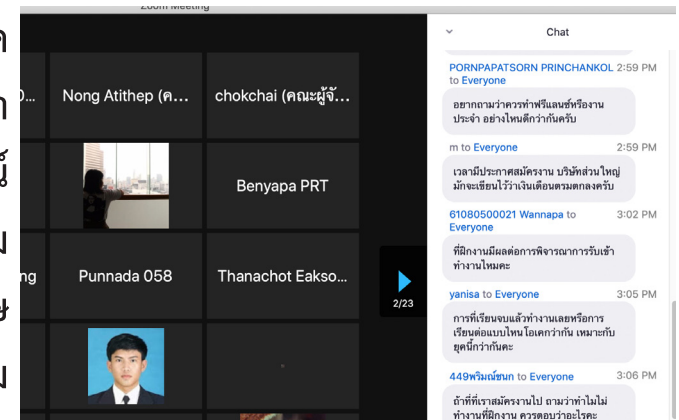 Zoom Meeting
Nong Atithep (ค...
chokchai (คณะผู้จั...
Benyapa PRT
ng
Punnada 058
Thanachot Eakso...
2/23
Chat
PORNPAPATSORN PRINCHANKOL 2:59 PM
to Everyone
อยากถามว่าควรทำฟรีแลนซ์หรืองาน
ประจำ อย่างไหนดีกว่ากันครับ
m to Everyone 2:59 PM
เวลามีประกาศสมัครงาน บริษัทส่วนใหญ่
มักจะเขียนไว้ว่าเงินเดือนตรมตกลงครับ
61080500021 Wannapa to 3:02 PM
Everyone
ที่ฝึกงานมีผลต่อการพิจารณาการรับเข้า
ทำงานไหมคะ
yanisa to Everyone 3:05 PM
การที่เรียนจบแล้วทำงานเลยหรือการ
เรียนต่อแบบไหนโอเคกว่ากัน เหมาะกับ
ยุคนี้กว่ากันคะ
449พริมณ์ชนก to Everyone 3:06 PM
ถ้าที่ที่เราสมัครงานไป ถามว่าทำไมไม่
ทำงานที่ฝึกงาน ควรตอบว่าอะไรคะ